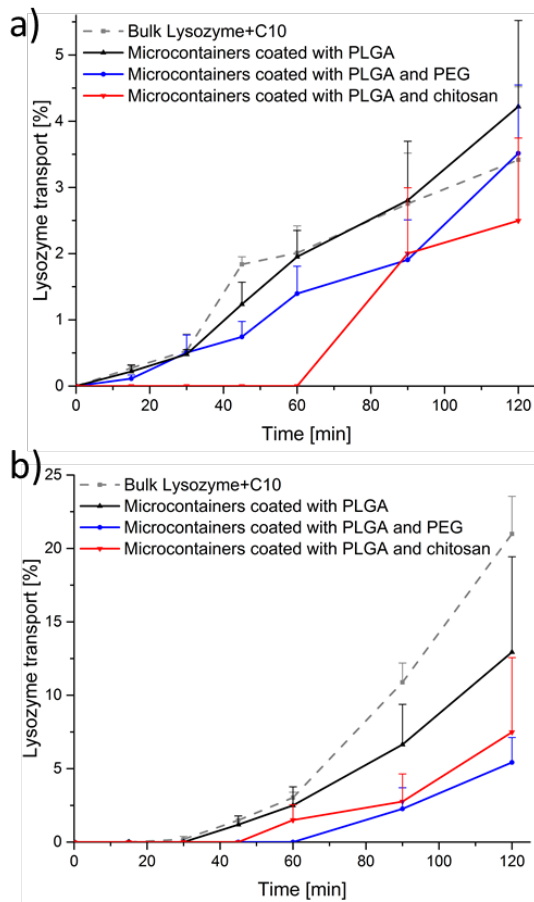 a)
Bulk Lysozyme+C10
Microcontainers coated with PLGA
Microcontainers coated with PLGA and PEG
Microcontainers coated with PLGA and chitosan
Lysozyme transport [%]
5
4
3
2
1
0
0 20 40 60 80 100 120
Time [min]
b)
Bulk Lysozyme+C10
Microcontainers coated with PLGA
Microcontainers coated with PLGA and PEG
Microcontainers coated with PLGA and chitosan
Lysozyme transport [%]
25
20
15
10
5
0
0 20 40 60 80 100 120
Time [min]